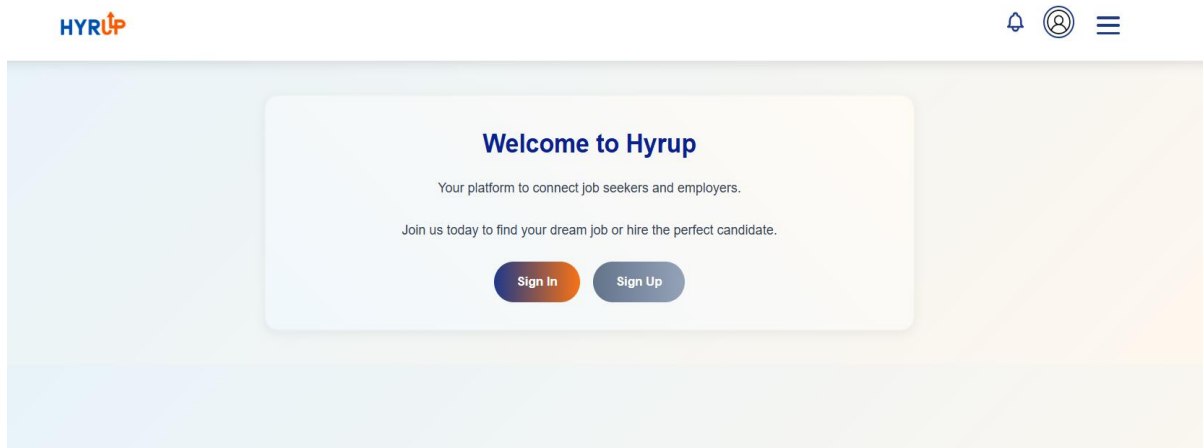 HYRUP
Welcome to Hyrup
Your platform to connect job seekers and employers.
Join us today to find your dream job or hire the perfect candidate.
Sign In
Sign Up